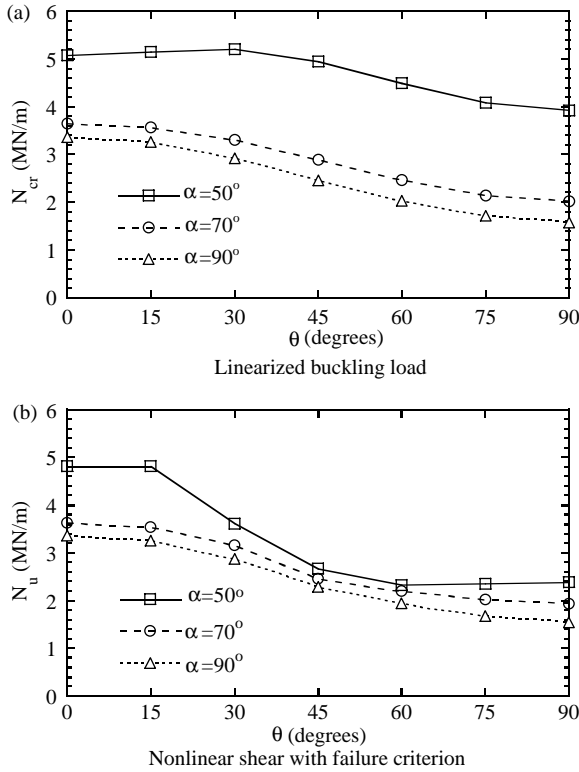 (a)
6
5
4
3
2
1
0
N_cr (MN/m)
α=50°
α=70°
α=90°
0 15 30 45 60 75 90
θ (degrees)
Linearized buckling load
(b)
6
5
4
3
2
1
0
N_u (MN/m)
α=50°
α=70°
α=90°
0 15 30 45 60 75 90
θ (degrees)
Nonlinear shear with failure criterion